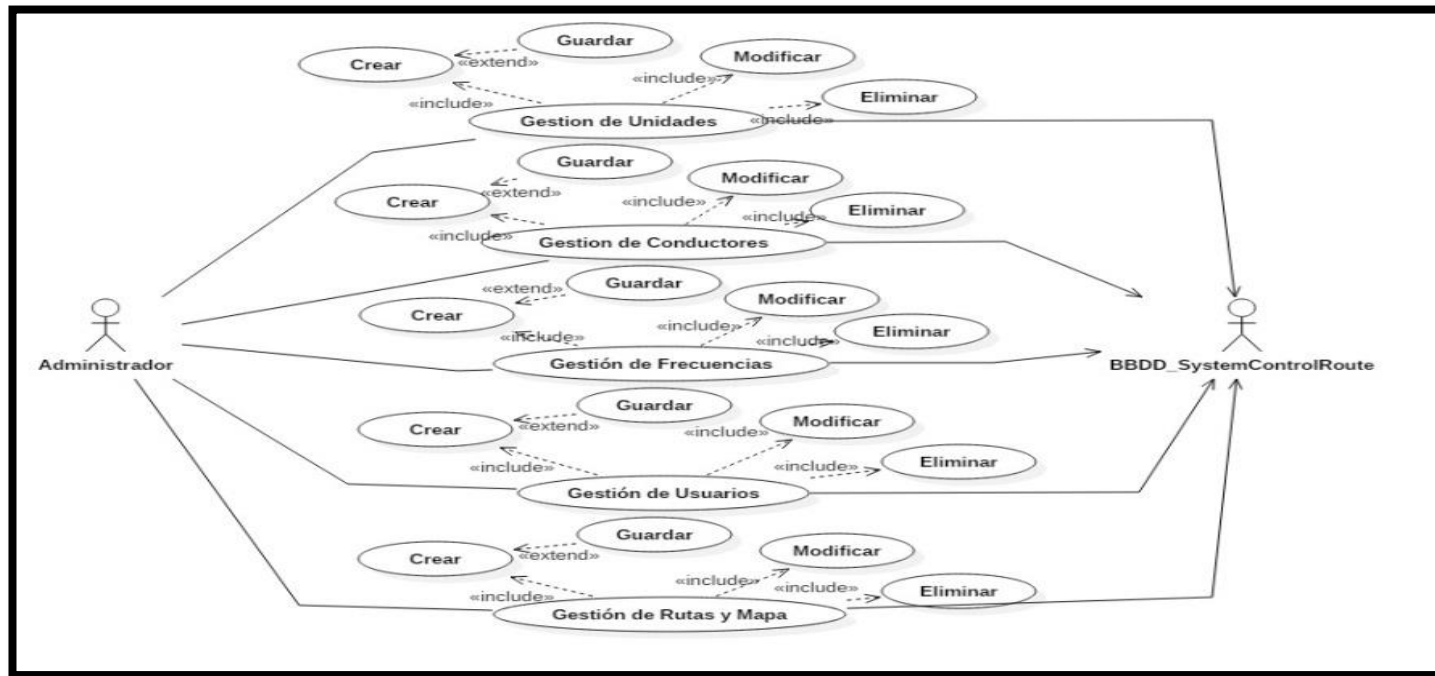 Guardar
Modificar
Crear
«extend»
«include»
Eliminar
«include»
Gestion de Unidades
«include»
Guardar
Modificar
Crear
«extend»
«include»
Eliminar
«include»
«include»
Gestion de Conductores
Guardar
«extend»
Modificar
Crear
«include»
Eliminar
«include»
«include»
Gestión de Frecuencias
Administrador
BBDD_SystemControlRoute
Guardar
Modificar
Crear
«extend»
«include»
Eliminar
«include»
«include»
Gestión de Usuarios
Guardar
Modificar
Crear
«extend»
«include»
«include»
Eliminar
«include»
Gestión de Rutas y Mapa